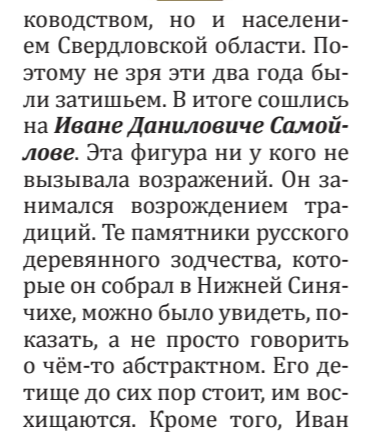 ководством, но и населени-
ем Свердловской области. По-
этому не зря эти два года бы-
ли затишьем. В итоге сошлись
на Иване Даниловиче Самой-
лове. Эта фигура ни у кого не
вызывала возражений. Он за-
нимался возрождением тра-
диций. Те памятники русского
деревянного зодчества, кото-
рые он собрал в Нижней Синя-
чихе, можно было увидеть, по-
казать, а не просто говорить
о чём-то абстрактном. Его де-
тище до сих пор стоит, им вос-
хищаются. Кроме того, Иван